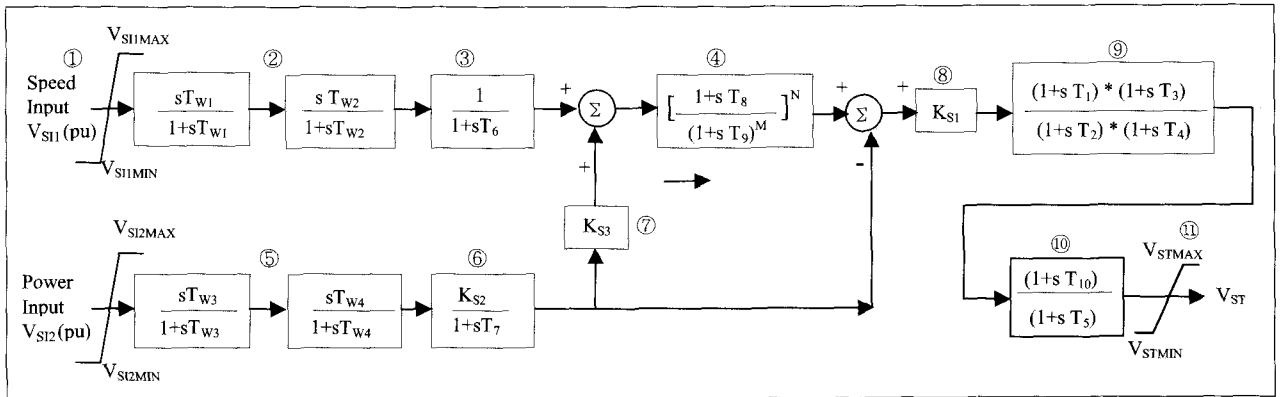 ① ② ③ ④ ⑧ ⑨
V_SI1MAX
Speed
Input
V_SI1(pu)
V_SI1MIN
sT_W1
1+sT_W1
s T_W2
1+sT_W2
1
1+sT_6
+
Σ
+
[ 1+s T_8 ]^N
(1+s T_9)^M
+
Σ
-
+
K_S1
(1+s T_1) * (1+s T_3)
(1+s T_2) * (1+s T_4)
K_S3 ⑦
V_SI2MAX
⑤ ⑥ ⑩ ⑪
Power
Input
V_SI2(pu)
V_SI2MIN
sT_W3
1+sT_W3
sT_W4
1+sT_W4
K_S2
1+sT_7
(1+s T_10)
(1+s T_5)
V_STMAX
V_ST
V_STMIN